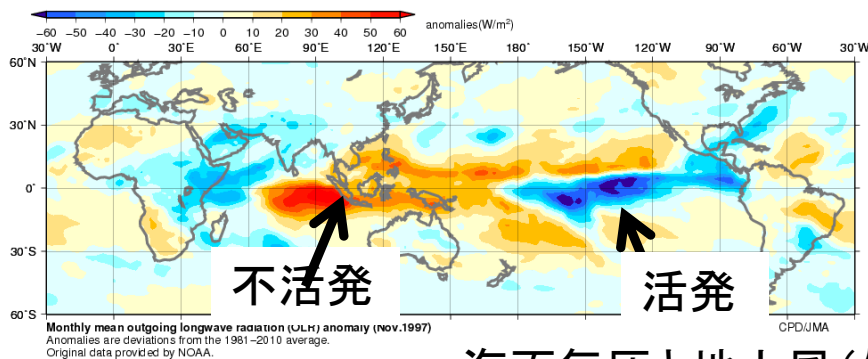 anomalies(W/m²)
−60 −50 −40 −30 −20 −10 0 10 20 30 40 50 60
30°W 0° 30°E 60°E 90°E 120°E 150°E 180° 150°W 120°W 90°W 60°W 30°W
60°N
30°N
0°
30°S
60°S
不活発
活発
Monthly mean outgoing longwave radiation (OLR) anomaly (Nov.1997)
CPD/JMA
Anomalies are deviations from the 1981−2010 average.
Original data provided by NOAA.